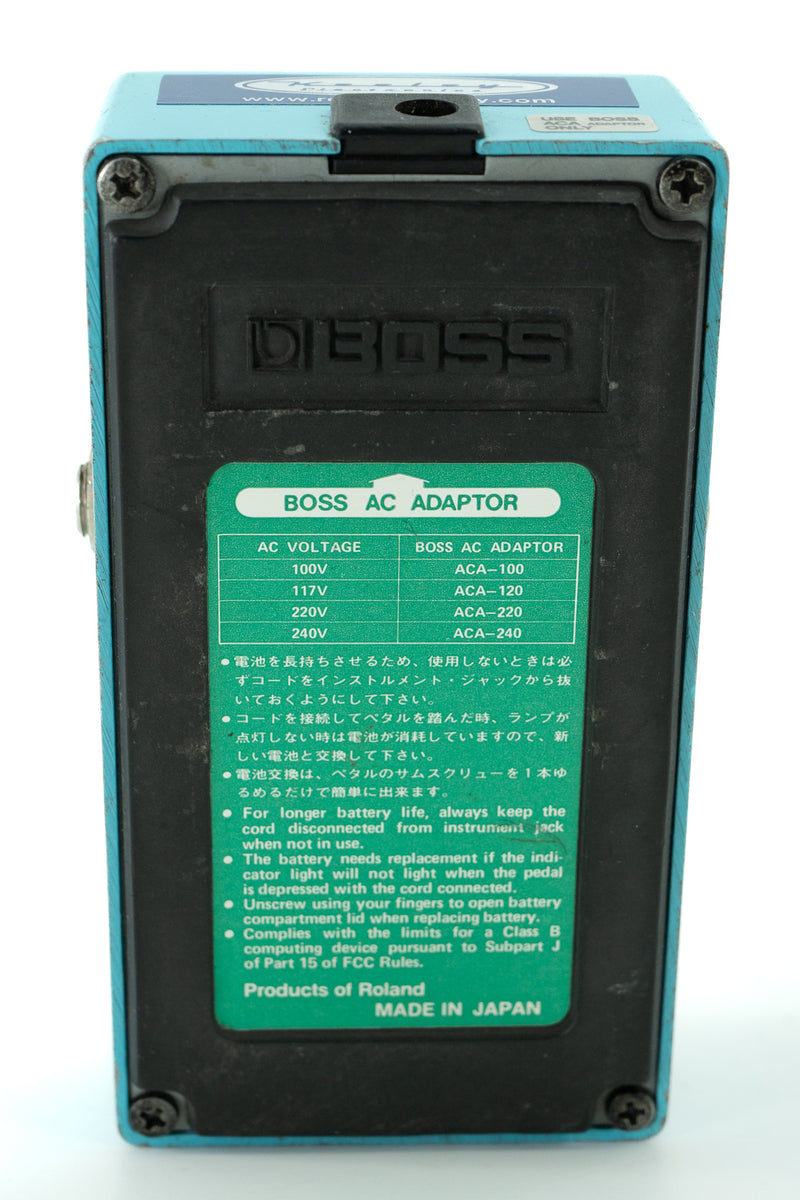 Keeley
Electronics
USE BOSS
ACA ADAPTOR
ONLY
BOSS
BOSS AC ADAPTOR
AC VOLTAGE BOSS AC ADAPTOR
100V ACA-100
117V ACA-120
220V ACA-220
240V ACA-240
●電池を長持ちさせるため、使用しないときは必
ずコードをインストルメント・ジャックから抜
いておくようにして下さい。
●コードを接続してペタルを踏んだ時、ランプが
点灯しない時は電池が消耗していますので、新
しい電池と交換して下さい。
●電池交換は、ペタルのサムスクリューを1本ゆ
るめるだけで簡単に出来ます。
● For longer battery life, always keep the
cord disconnected from instrument jack
when not in use.
● The battery needs replacement if the indi-
cator light will not light when the pedal
is depressed with the cord connected.
● Unscrew using your fingers to open battery
compartment lid when replacing battery.
● Complies with the limits for a Class B
computing device pursuant to Subpart J
of Part 15 of FCC Rules.
Products of Roland
MADE IN JAPAN